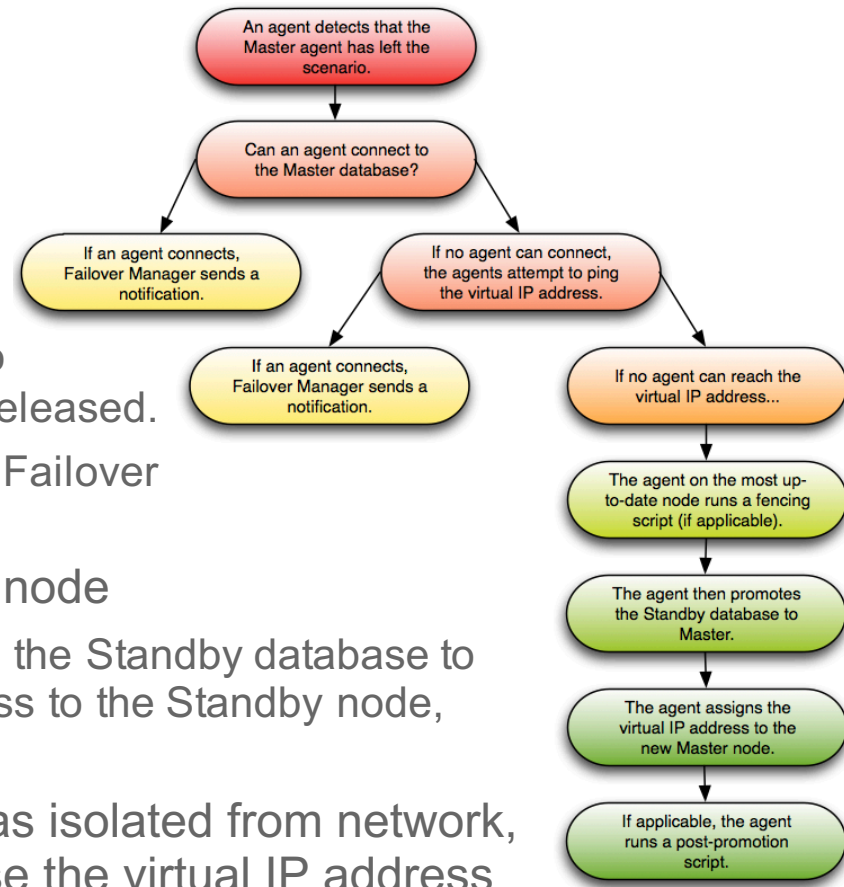 An agent detects that the
Master agent has left the
scenario.
Can an agent connect to
the Master database?
If an agent connects,
Failover Manager sends a
notification.
If no agent can connect,
the agents attempt to ping
the virtual IP address.
If an agent connects,
Failover Manager sends a
notification.
If no agent can reach the
virtual IP address...
The agent on the most up-
to-date node runs a fencing
script (if applicable).
The agent then promotes
the Standby database to
Master.
The agent assigns the
virtual IP address to the
new Master node.
If applicable, the agent
runs a post-promotion
script.
eleased.
Failover
node
the Standby database to
ss to the Standby node,
as isolated from network,
se the virtual IP address